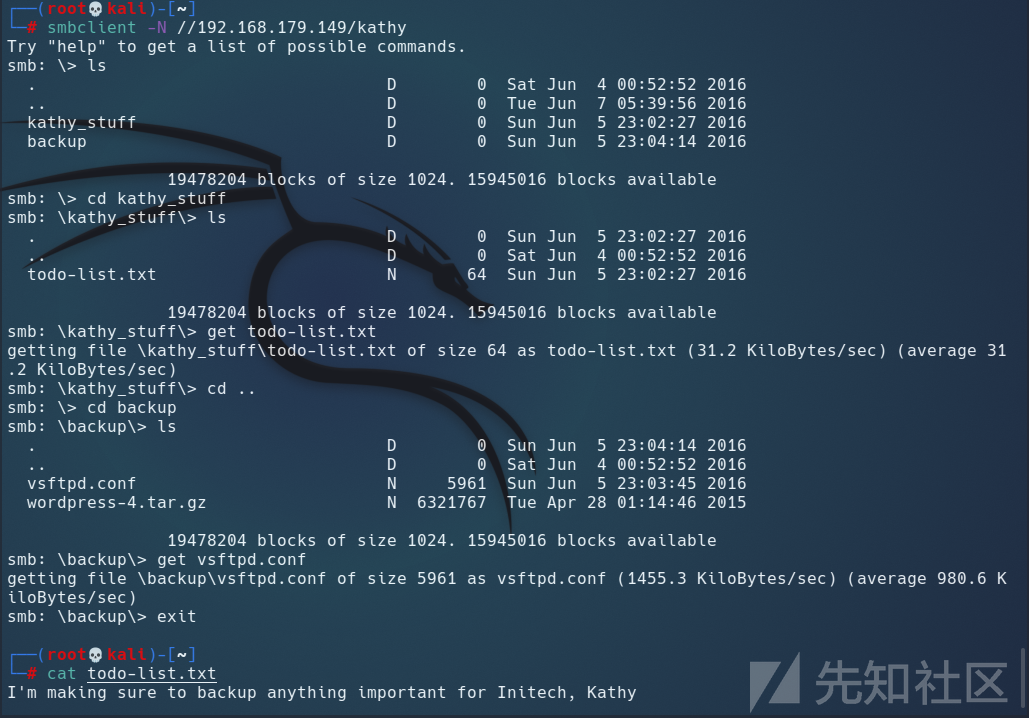 ┌──(root💀kali)-[~]
└─# smbclient -N //192.168.179.149/kathy
Try "help" to get a list of possible commands.
smb: \> ls
  .                                   D        0  Sat Jun  4 00:52:52 2016
  ..                                  D        0  Tue Jun  7 05:39:56 2016
  kathy_stuff                         D        0  Sun Jun  5 23:02:27 2016
  backup                              D        0  Sun Jun  5 23:04:14 2016

                19478204 blocks of size 1024. 15945016 blocks available
smb: \> cd kathy_stuff
smb: \kathy_stuff\> ls
  .                                   D        0  Sun Jun  5 23:02:27 2016
  ..                                  D        0  Sat Jun  4 00:52:52 2016
  todo-list.txt                       N       64  Sun Jun  5 23:02:27 2016

                19478204 blocks of size 1024. 15945016 blocks available
smb: \kathy_stuff\> get todo-list.txt
getting file \kathy_stuff\todo-list.txt of size 64 as todo-list.txt (31.2 KiloBytes/sec) (average 31
.2 KiloBytes/sec)
smb: \kathy_stuff\> cd ..
smb: \> cd backup
smb: \backup\> ls
  .                                   D        0  Sun Jun  5 23:04:14 2016
  ..                                  D        0  Sat Jun  4 00:52:52 2016
  vsftpd.conf                         N     5961  Sun Jun  5 23:03:45 2016
  wordpress-4.tar.gz                  N  6321767  Tue Apr 28 01:14:46 2015

                19478204 blocks of size 1024. 15945016 blocks available
smb: \backup\> get vsftpd.conf
getting file \backup\vsftpd.conf of size 5961 as vsftpd.conf (1455.3 KiloBytes/sec) (average 980.6 K
iloBytes/sec)
smb: \backup\> exit

┌──(root💀kali)-[~]
└─# cat todo-list.txt
I'm making sure to backup anything important for Initech, Kathy
先知社区